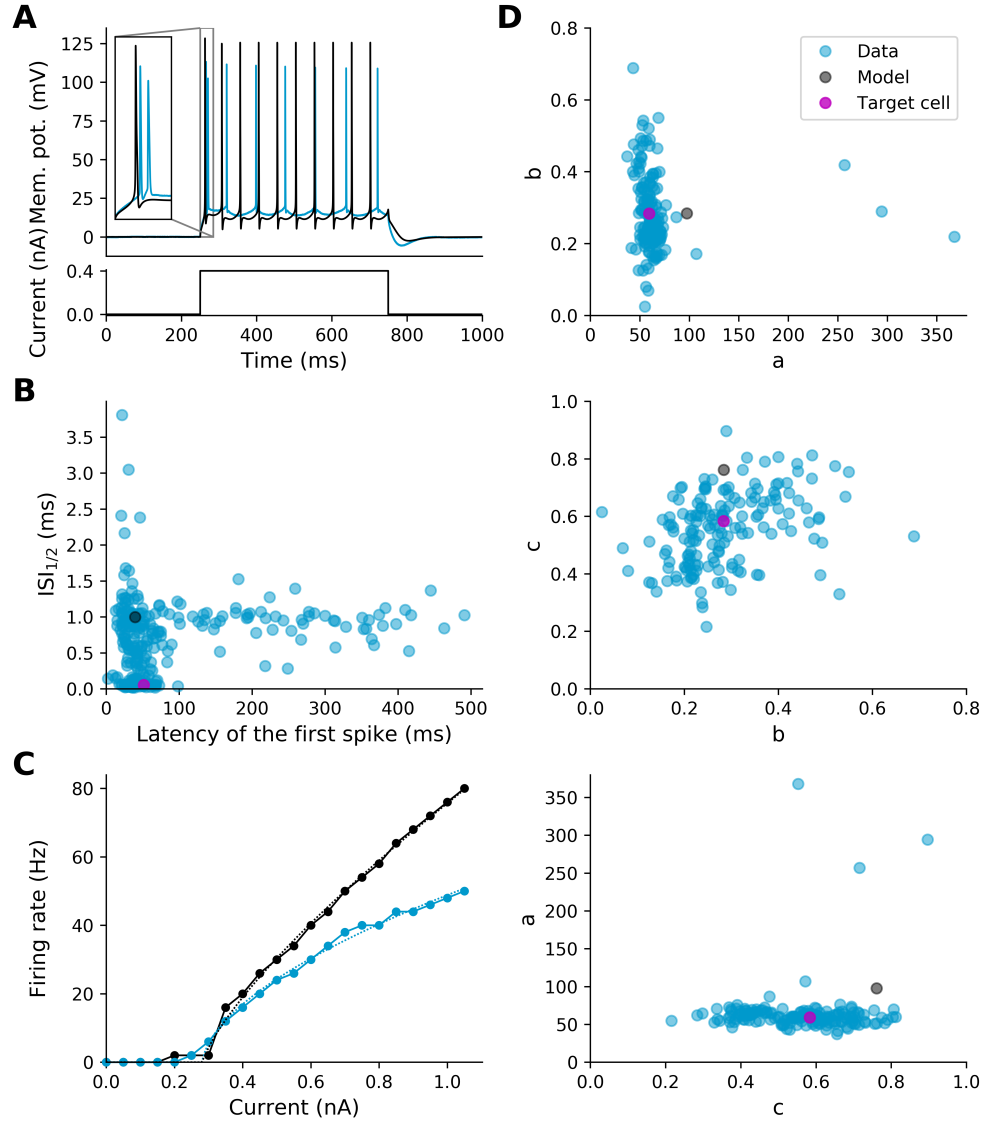 A
Mem. pot. (mV)
125
100
75
50
25
0
Current (nA)
0.4
0.0
0 200 400 600 800 1000
Time (ms)
B
ISI1/2 (ms)
3.5
3.0
2.5
2.0
1.5
1.0
0.5
0.0
0 100 200 300 400 500
Latency of the first spike (ms)
C
Firing rate (Hz)
80
60
40
20
0
0.0 0.2 0.4 0.6 0.8 1.0
Current (nA)
D
Data
Model
Target cell
b
0.8
0.6
0.4
0.2
0.0
0 50 100 150 200 250 300 350
a
c
1.0
0.8
0.6
0.4
0.2
0.0
0.0 0.2 0.4 0.6 0.8
b
a
350
300
250
200
150
100
50
0
0.0 0.2 0.4 0.6 0.8 1.0
c